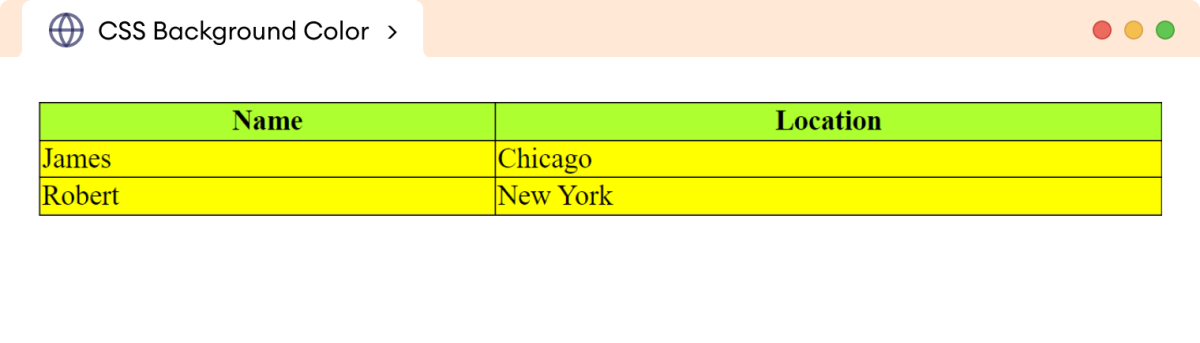 CSS Background Color >
Name Location
James Chicago
Robert New York